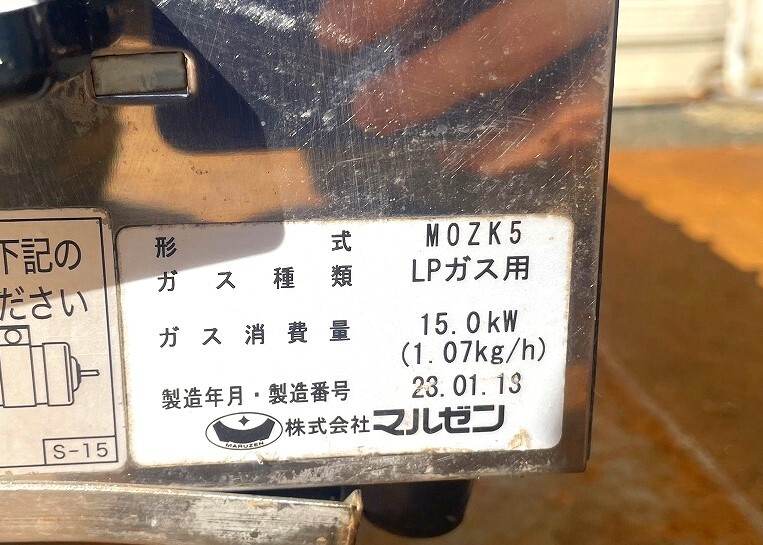 下記の
ださい
S-15
形式 MOZK5
ガス種類 LPガス用
ガス消費量 15.0kW
(1.07kg/h)
製造年月・製造番号 23.01.13
MARUZEN 株式会社マルゼン